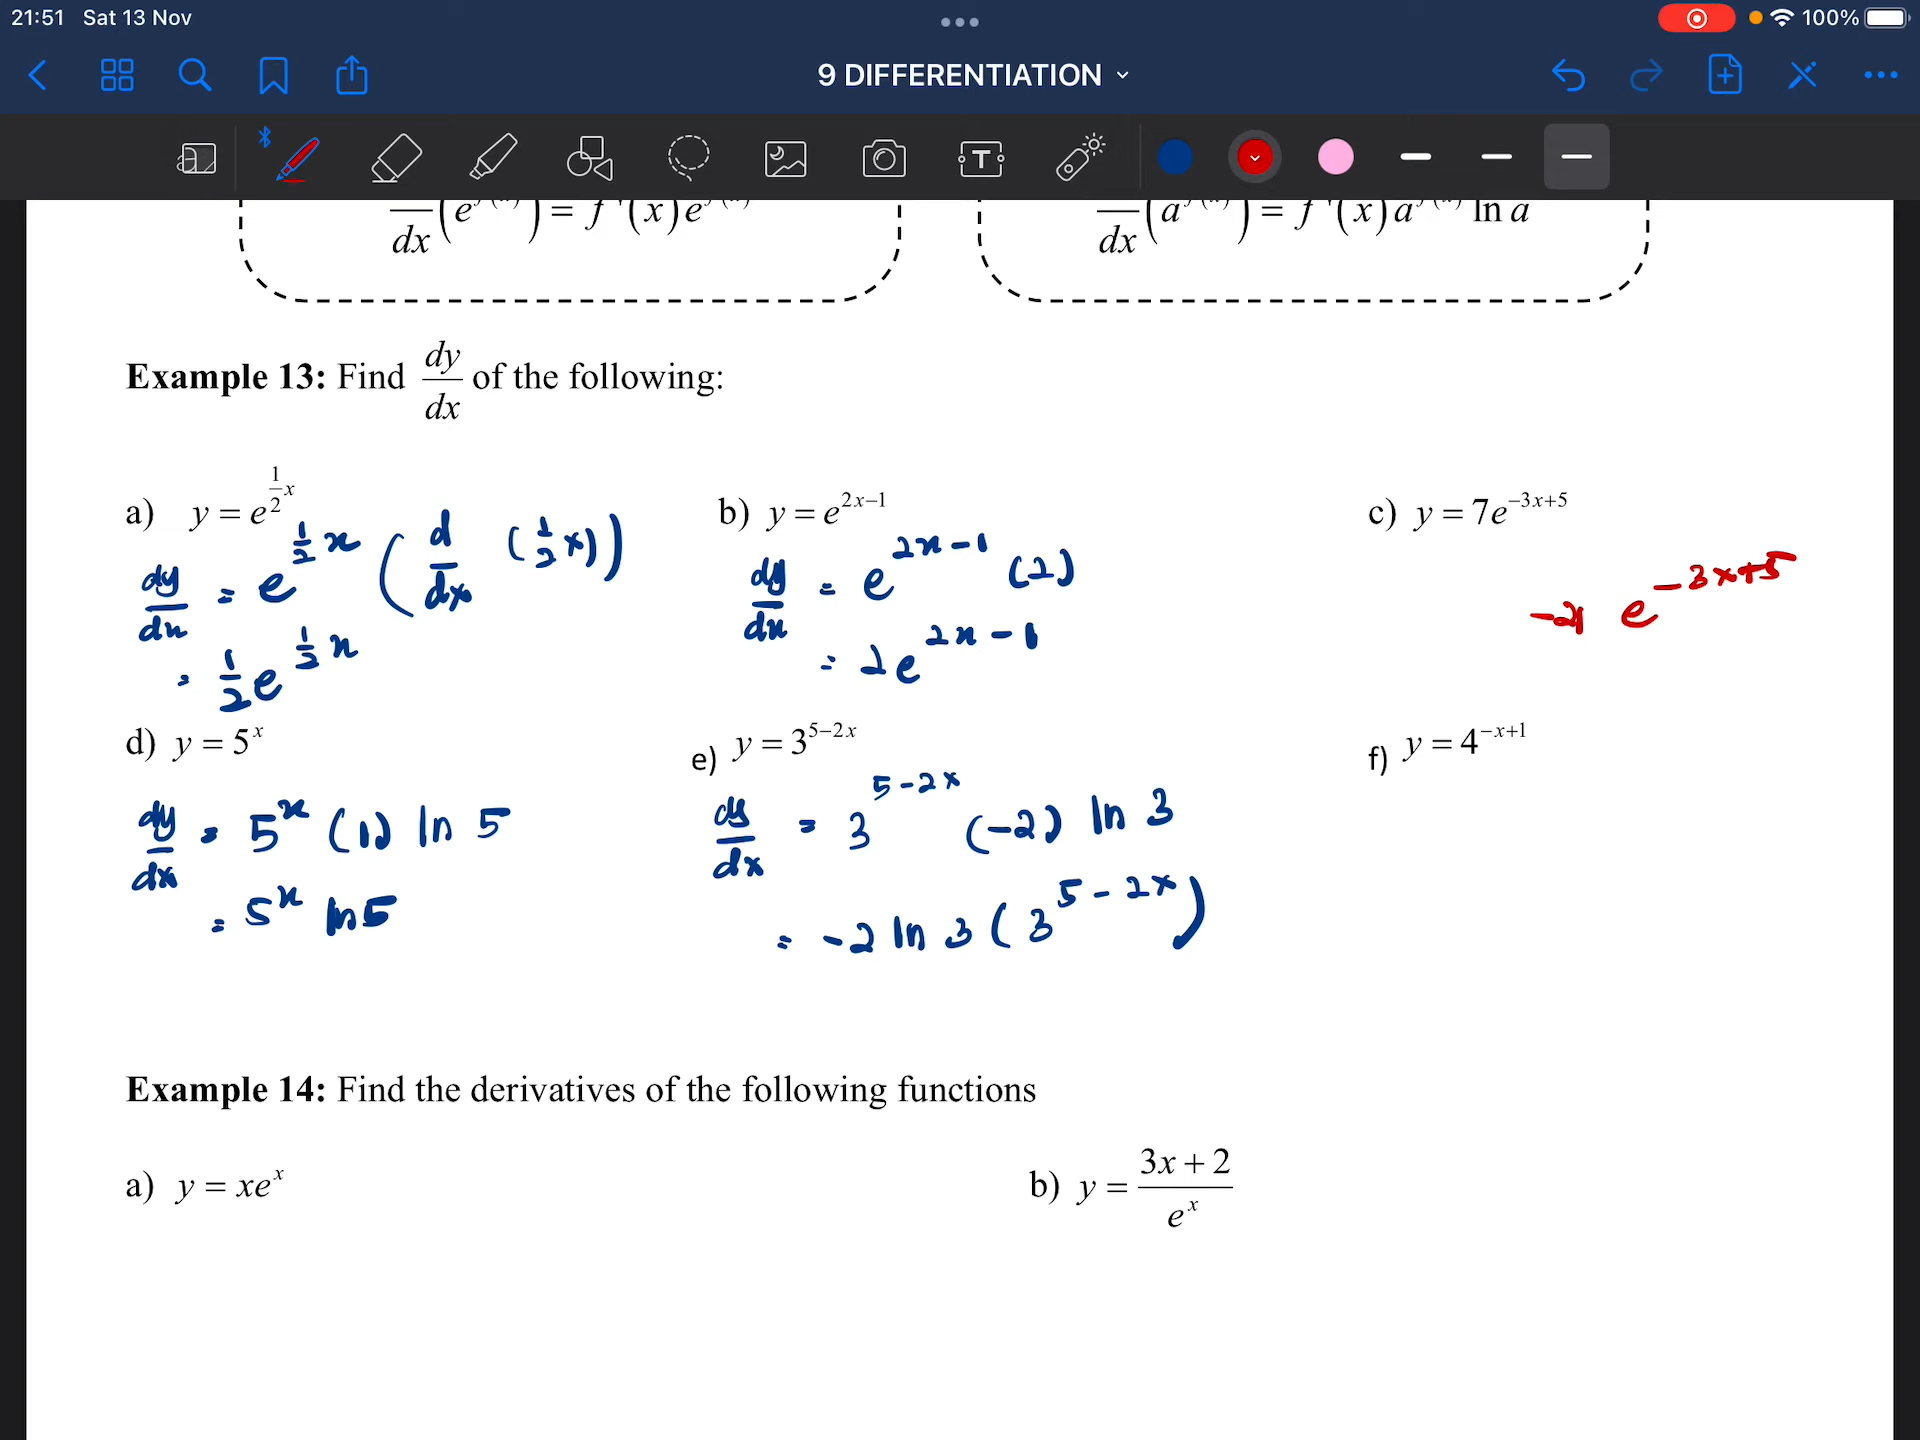 21:51 Sat 13 Nov
100%
9 DIFFERENTIATION
d/dx (e^f(x)) = f '(x) e^f(x)
d/dx (a^f(x)) = f '(x) a^f(x) ln a
Example 13: Find dy/dx of the following:
a) y = e^(1/2 x)
dy/dx = e^(1/2 x) (d/dx (1/2 x))
= 1/2 e^(1/2 x)
b) y = e^(2x−1)
dy/dx = e^(2x−1) (2)
= 2e^(2x−1)
c) y = 7e^(−3x+5)
−21 e^(−3x+5)
d) y = 5^x
dy/dx = 5^x (1) ln 5
= 5^x ln 5
e) y = 3^(5−2x)
dy/dx = 3^(5−2x) (−2) ln 3
= −2 ln 3 (3^(5−2x))
f) y = 4^(−x+1)
Example 14: Find the derivatives of the following functions
a) y = xe^x
b) y = (3x + 2)/e^x